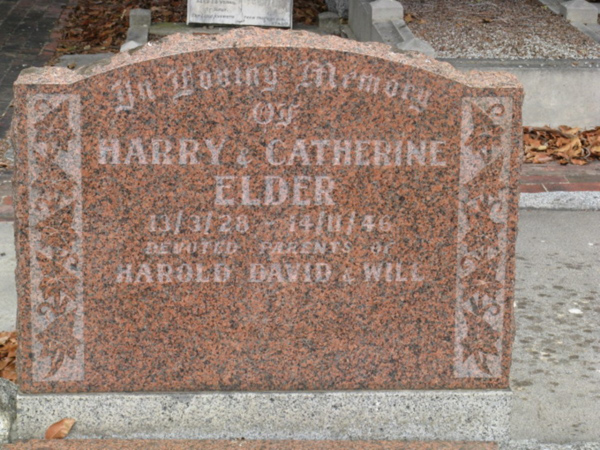 In Loving Memory
OF
HARRY & CATHERINE
ELDER
13/3/28 - 14/11/46
DEVOTED PARENTS OF
HAROLD DAVID & WILL